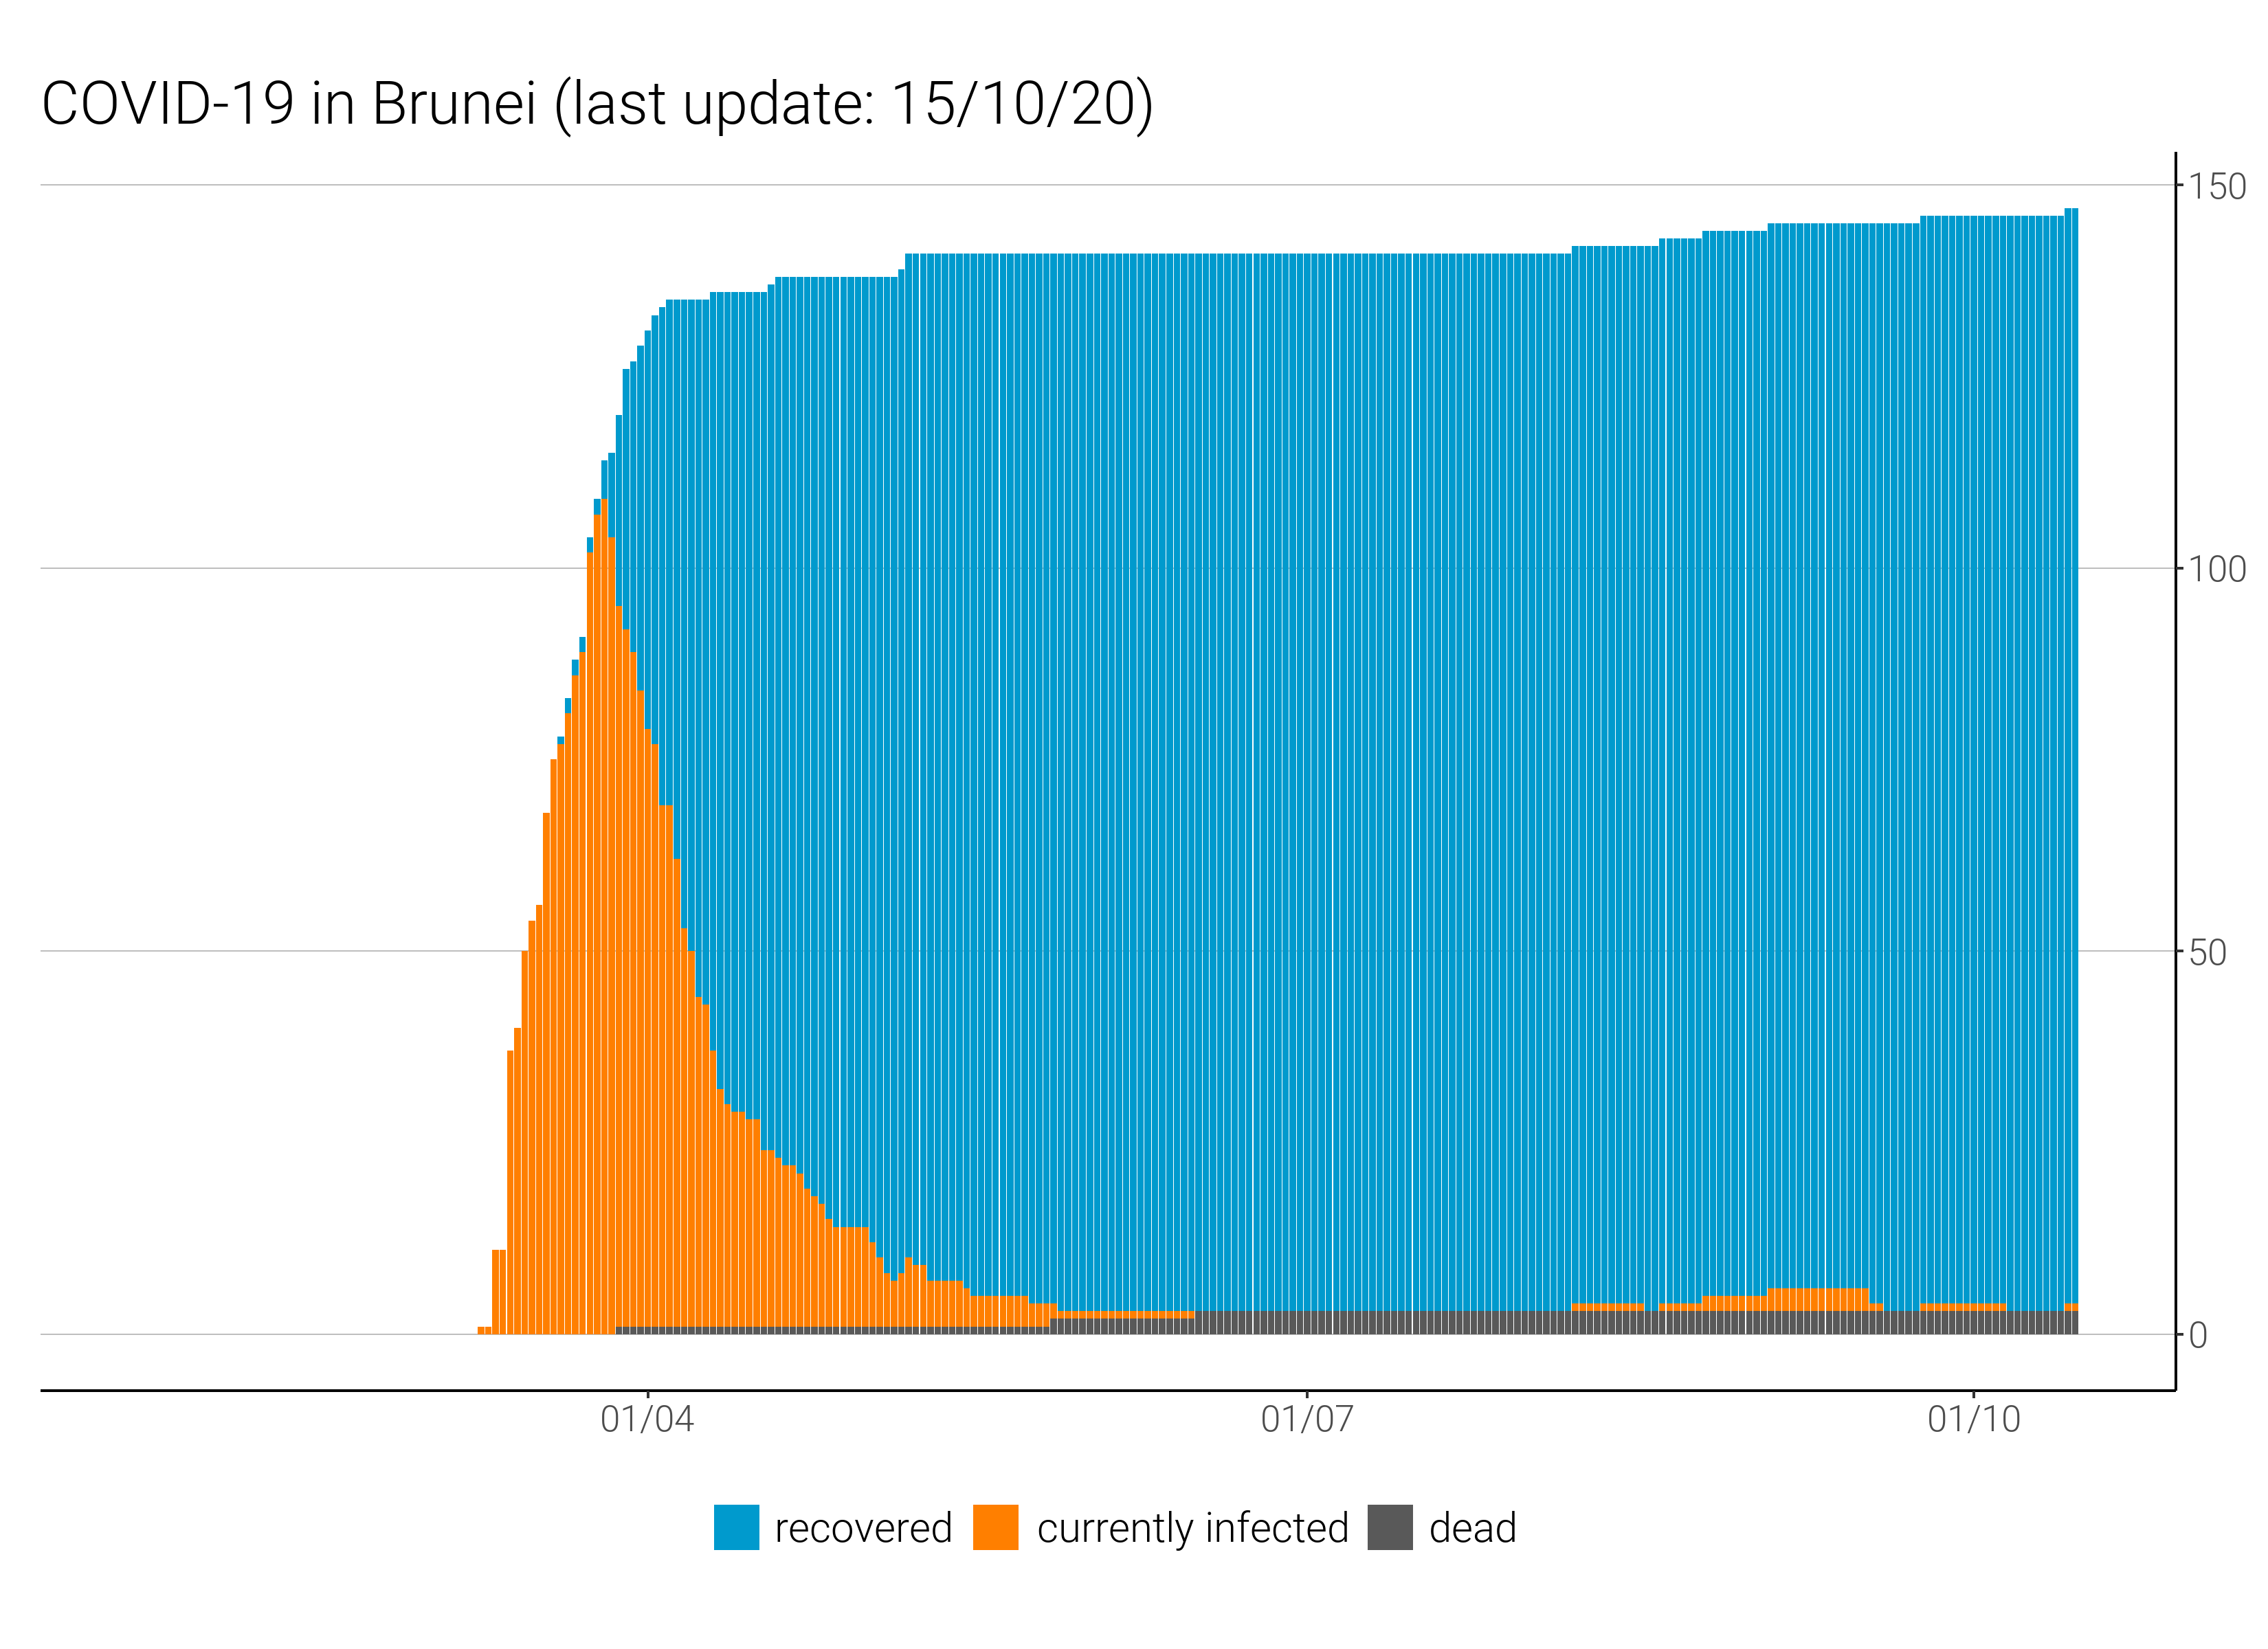 COVID-19 in Brunei (last update: 15/10/20)
150
100
50
0
01/04 01/07 01/10
recovered currently infected dead